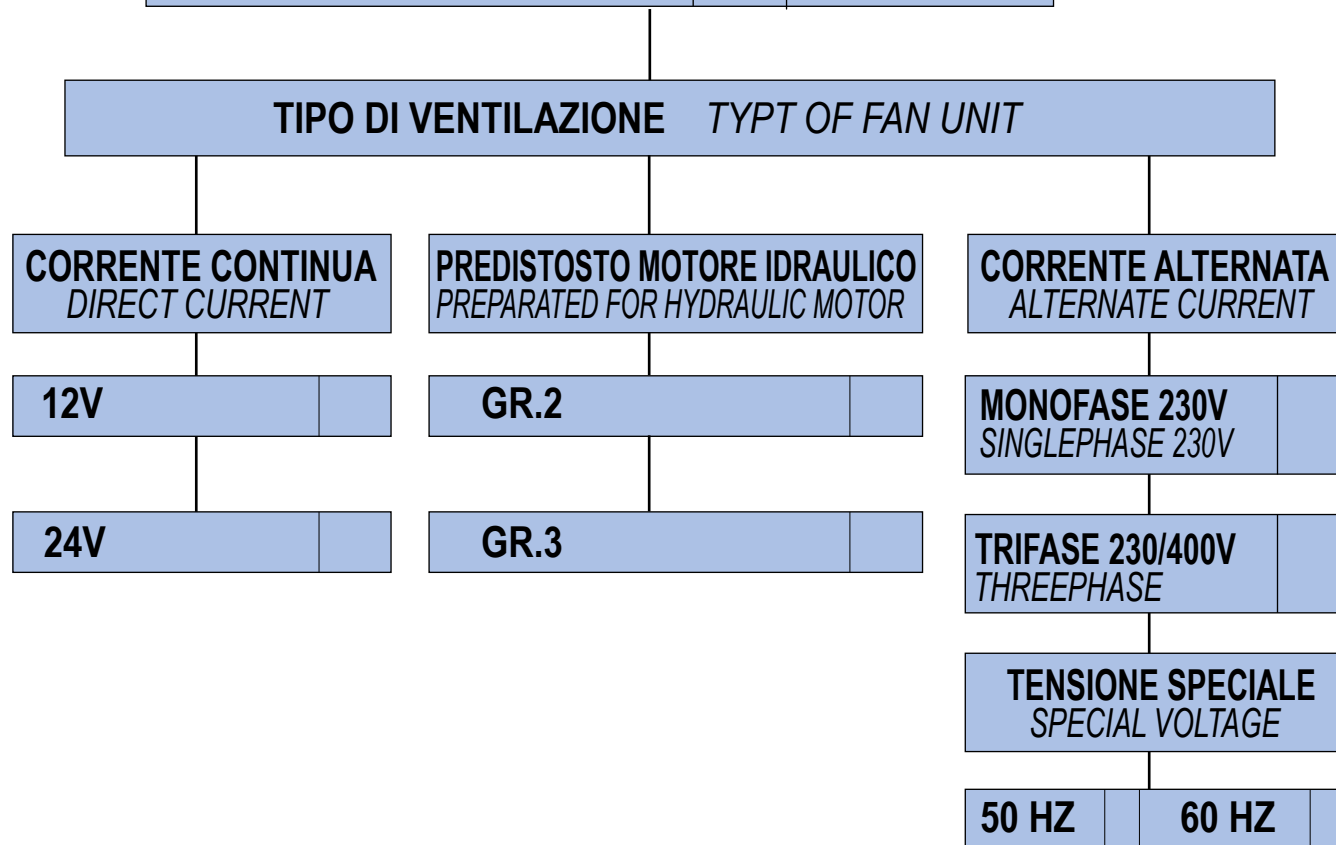 TIPO DI VENTILAZIONE TYPT OF FAN UNIT
CORRENTE CONTINUA
DIRECT CURRENT
PREDISTOSTO MOTORE IDRAULICO
PREPARATED FOR HYDRAULIC MOTOR
CORRENTE ALTERNATA
ALTERNATE CURRENT
12V
GR.2
MONOFASE 230V
SINGLEPHASE 230V
24V
GR.3
TRIFASE 230/400V
THREEPHASE
TENSIONE SPECIALE
SPECIAL VOLTAGE
50 HZ 60 HZ